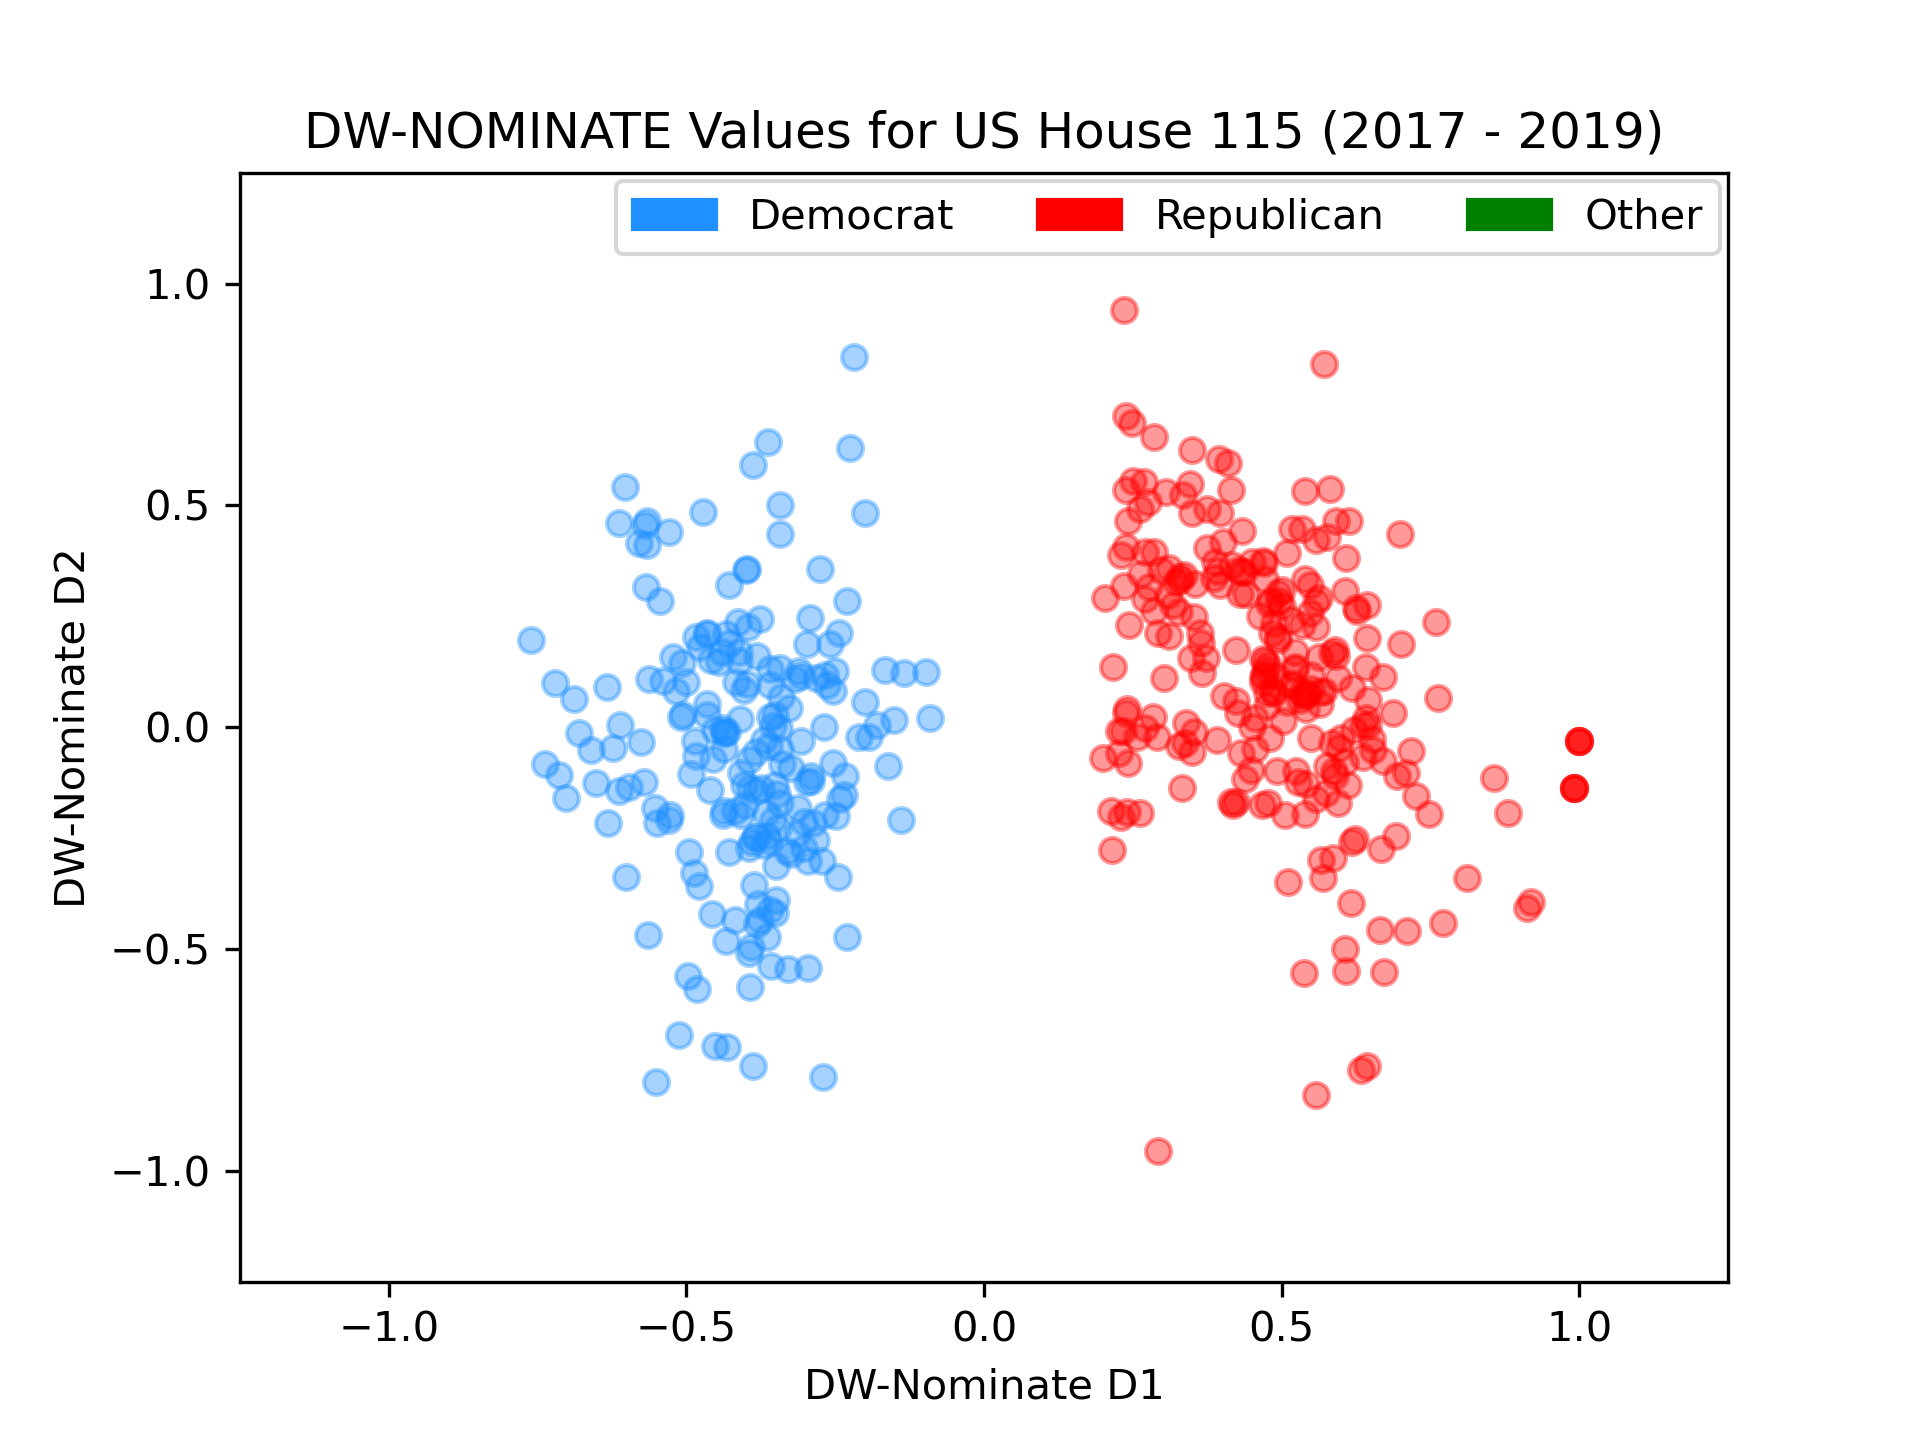 DW-NOMINATE Values for US House 115 (2017 - 2019)
Democrat Republican Other
1.0
0.5
0.0
−0.5
−1.0
DW-Nominate D2
−1.0 −0.5 0.0 0.5 1.0
DW-Nominate D1